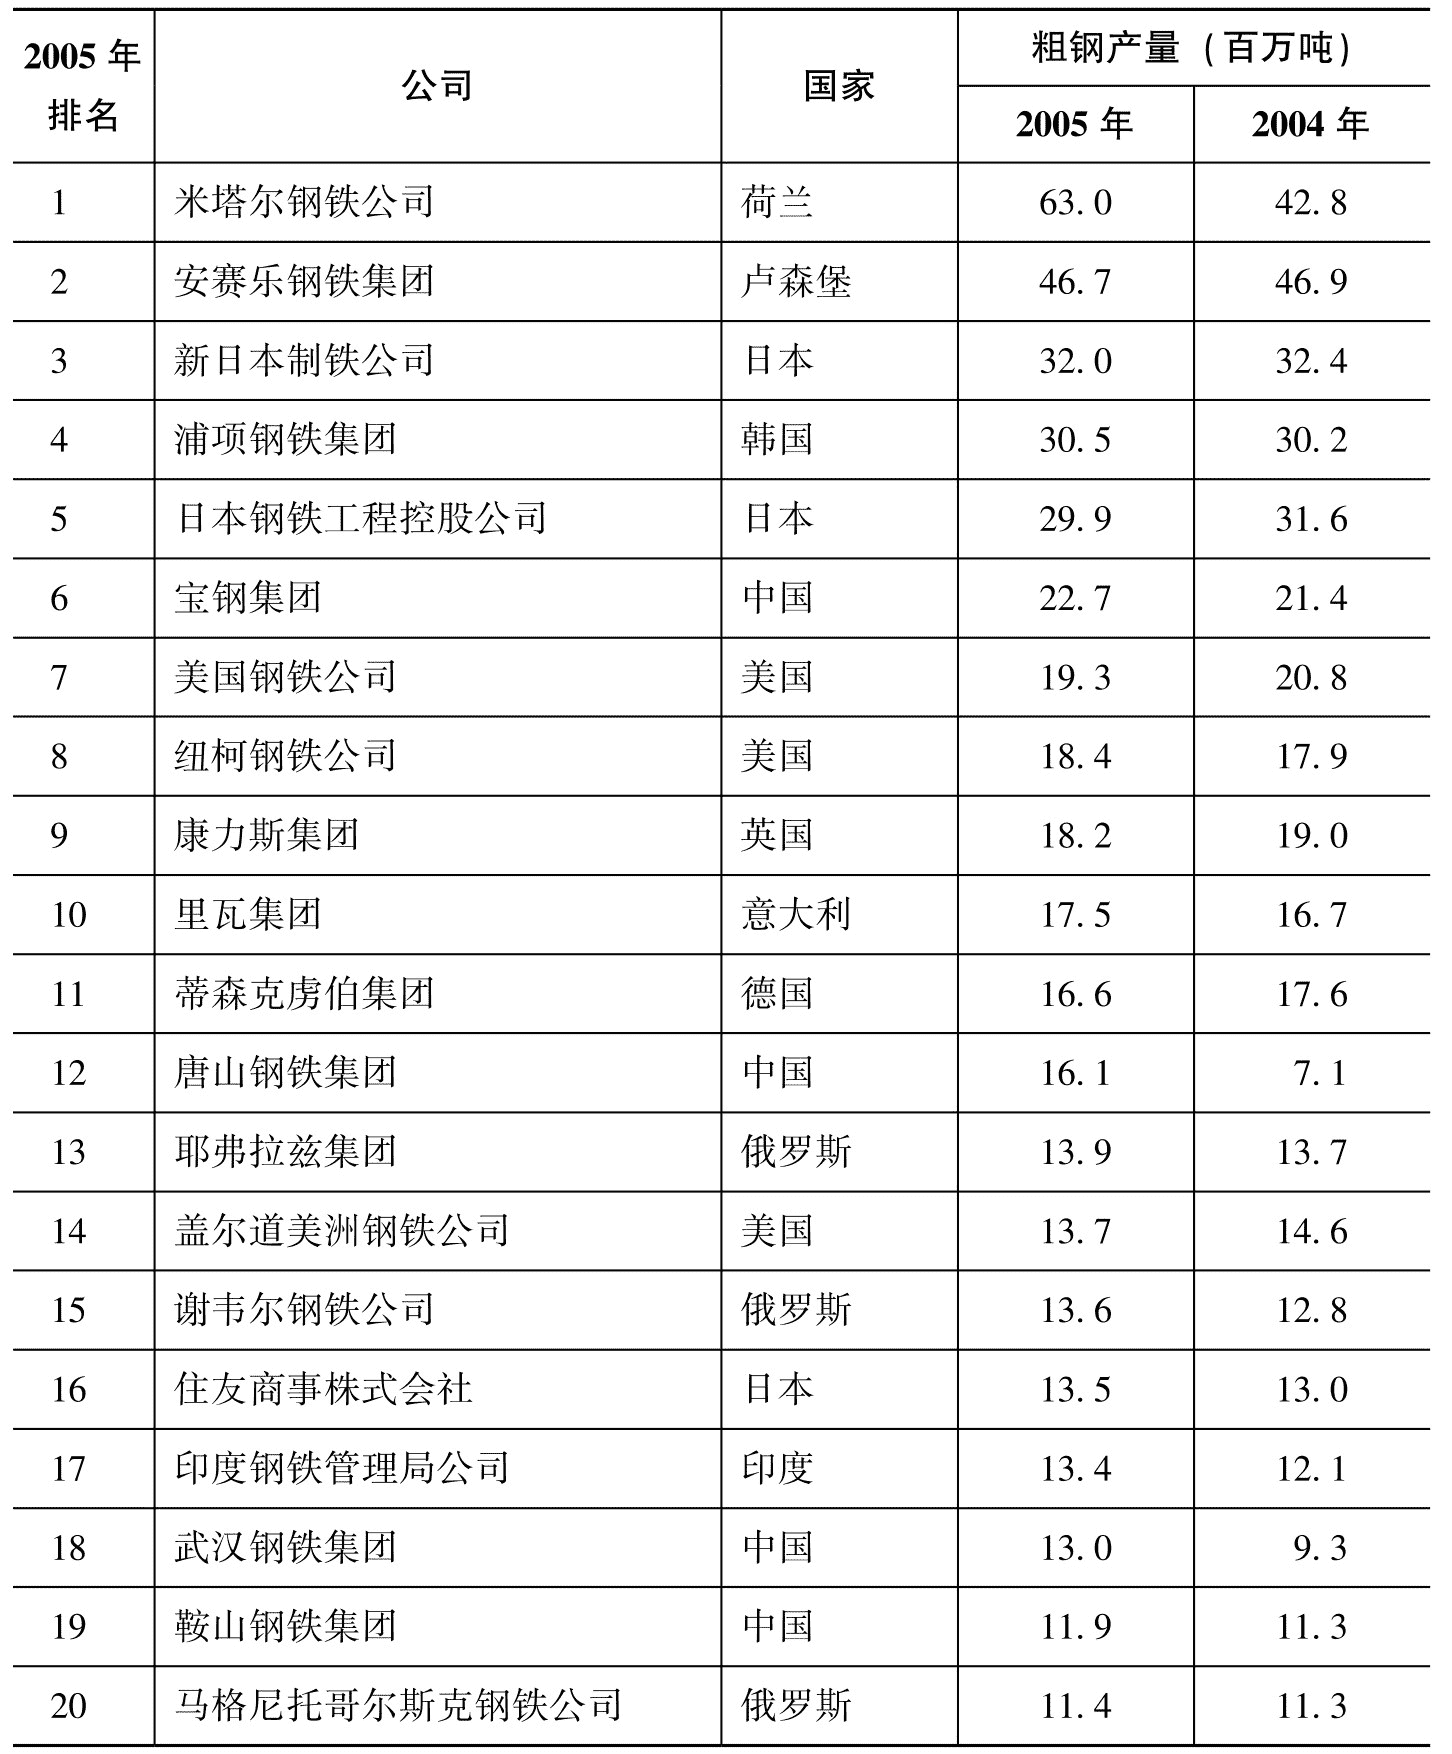 2005 年排名 公司 国家 粗钢产量（百万吨）
2005 年 2004 年
1 米塔尔钢铁公司 荷兰 63.0 42.8
2 安赛乐钢铁集团 卢森堡 46.7 46.9
3 新日本制铁公司 日本 32.0 32.4
4 浦项钢铁集团 韩国 30.5 30.2
5 日本钢铁工程控股公司 日本 29.9 31.6
6 宝钢集团 中国 22.7 21.4
7 美国钢铁公司 美国 19.3 20.8
8 纽柯钢铁公司 美国 18.4 17.9
9 康力斯集团 英国 18.2 19.0
10 里瓦集团 意大利 17.5 16.7
11 蒂森克虏伯集团 德国 16.6 17.6
12 唐山钢铁集团 中国 16.1 7.1
13 耶弗拉兹集团 俄罗斯 13.9 13.7
14 盖尔道美洲钢铁公司 美国 13.7 14.6
15 谢韦尔钢铁公司 俄罗斯 13.6 12.8
16 住友商事株式会社 日本 13.5 13.0
17 印度钢铁管理局公司 印度 13.4 12.1
18 武汉钢铁集团 中国 13.0 9.3
19 鞍山钢铁集团 中国 11.9 11.3
20 马格尼托哥尔斯克钢铁公司 俄罗斯 11.4 11.3